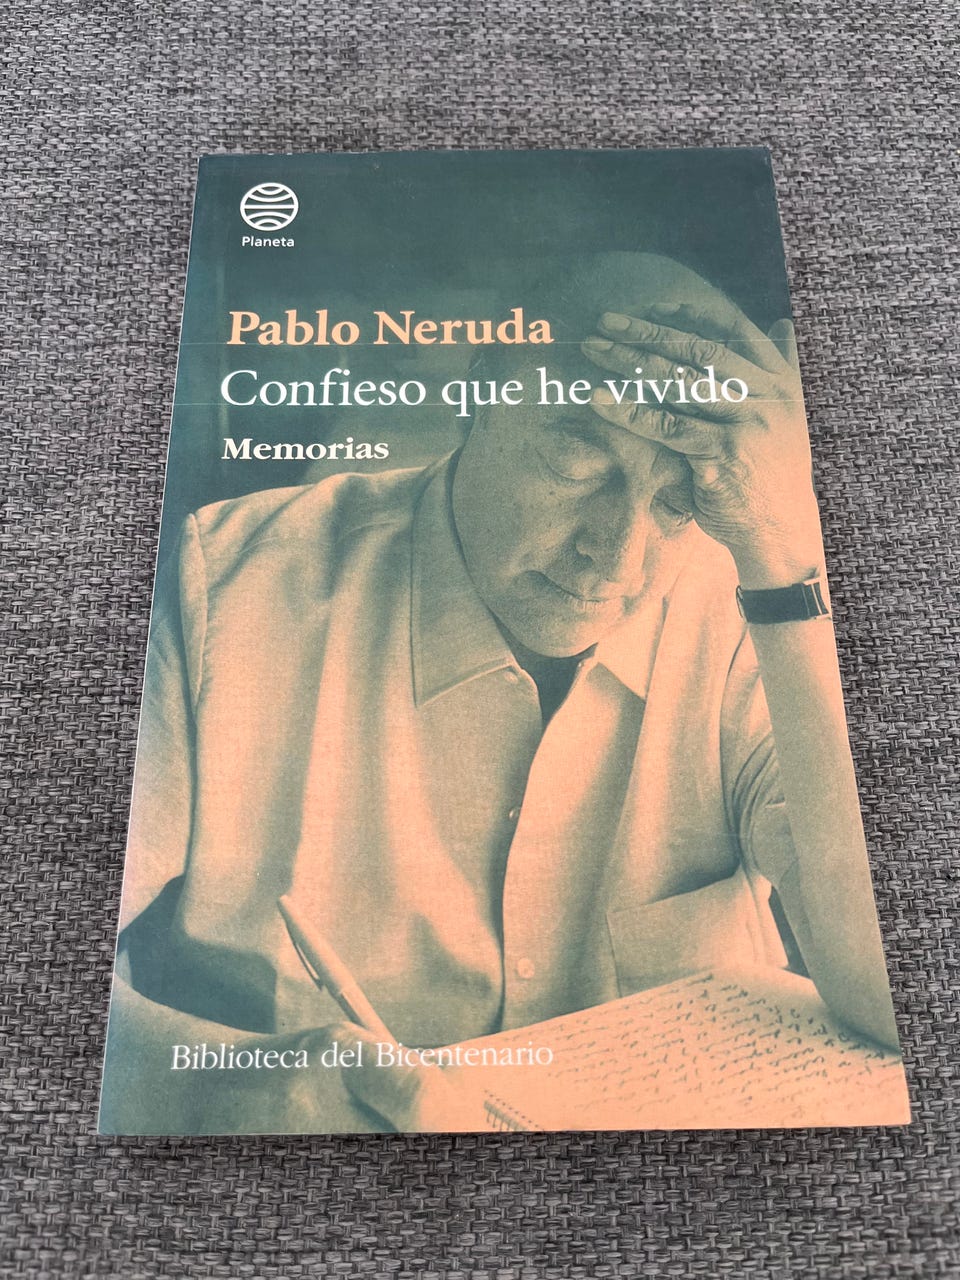 Planeta
Pablo Neruda
Confieso que he vivido
Memorias
Biblioteca del Bicentenario